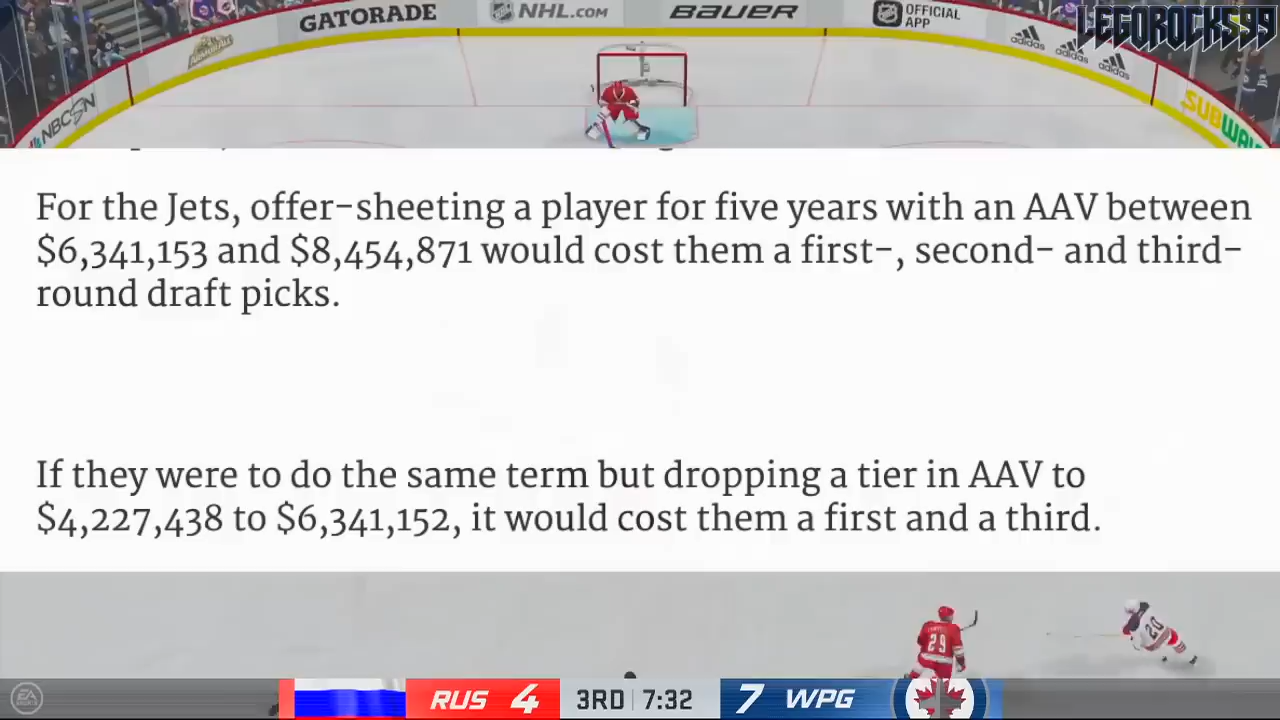 GATORADE
NHL.COM
BAUER
OFFICIAL
APP
LEGOROCKS99
adidas
adidas
adidas
NBCSN
SUBWAY
For the Jets, offer-sheeting a player for five years with an AAV between
$6,341,153 and $8,454,871 would cost them a first-, second- and third-
round draft picks.
If they were to do the same term but dropping a tier in AAV to
$4,227,438 to $6,341,152, it would cost them a first and a third.
29
20
EA
SPORTS
RUS 4 3RD 7:32 7 WPG